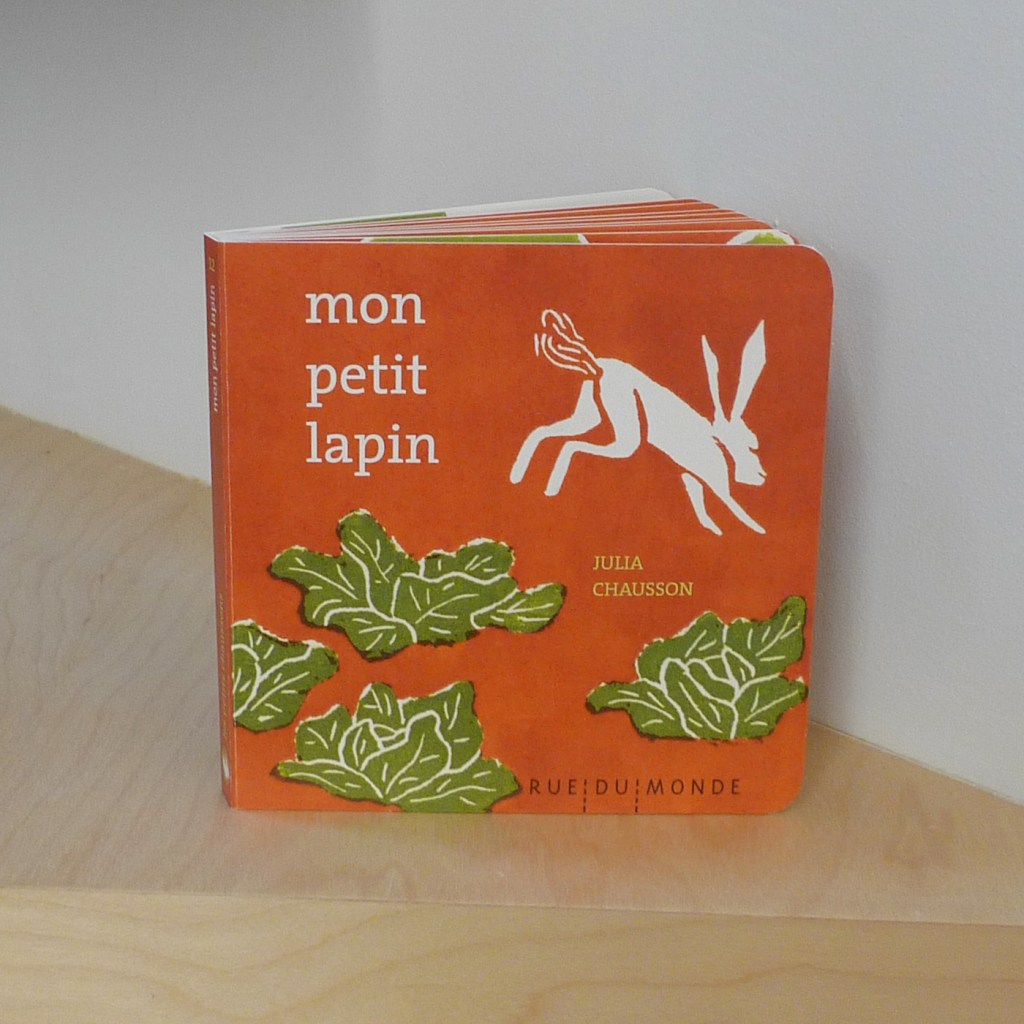 mon
petit
lapin
JULIA
CHAUSSON
RUE DU MONDE
mon petit lapin